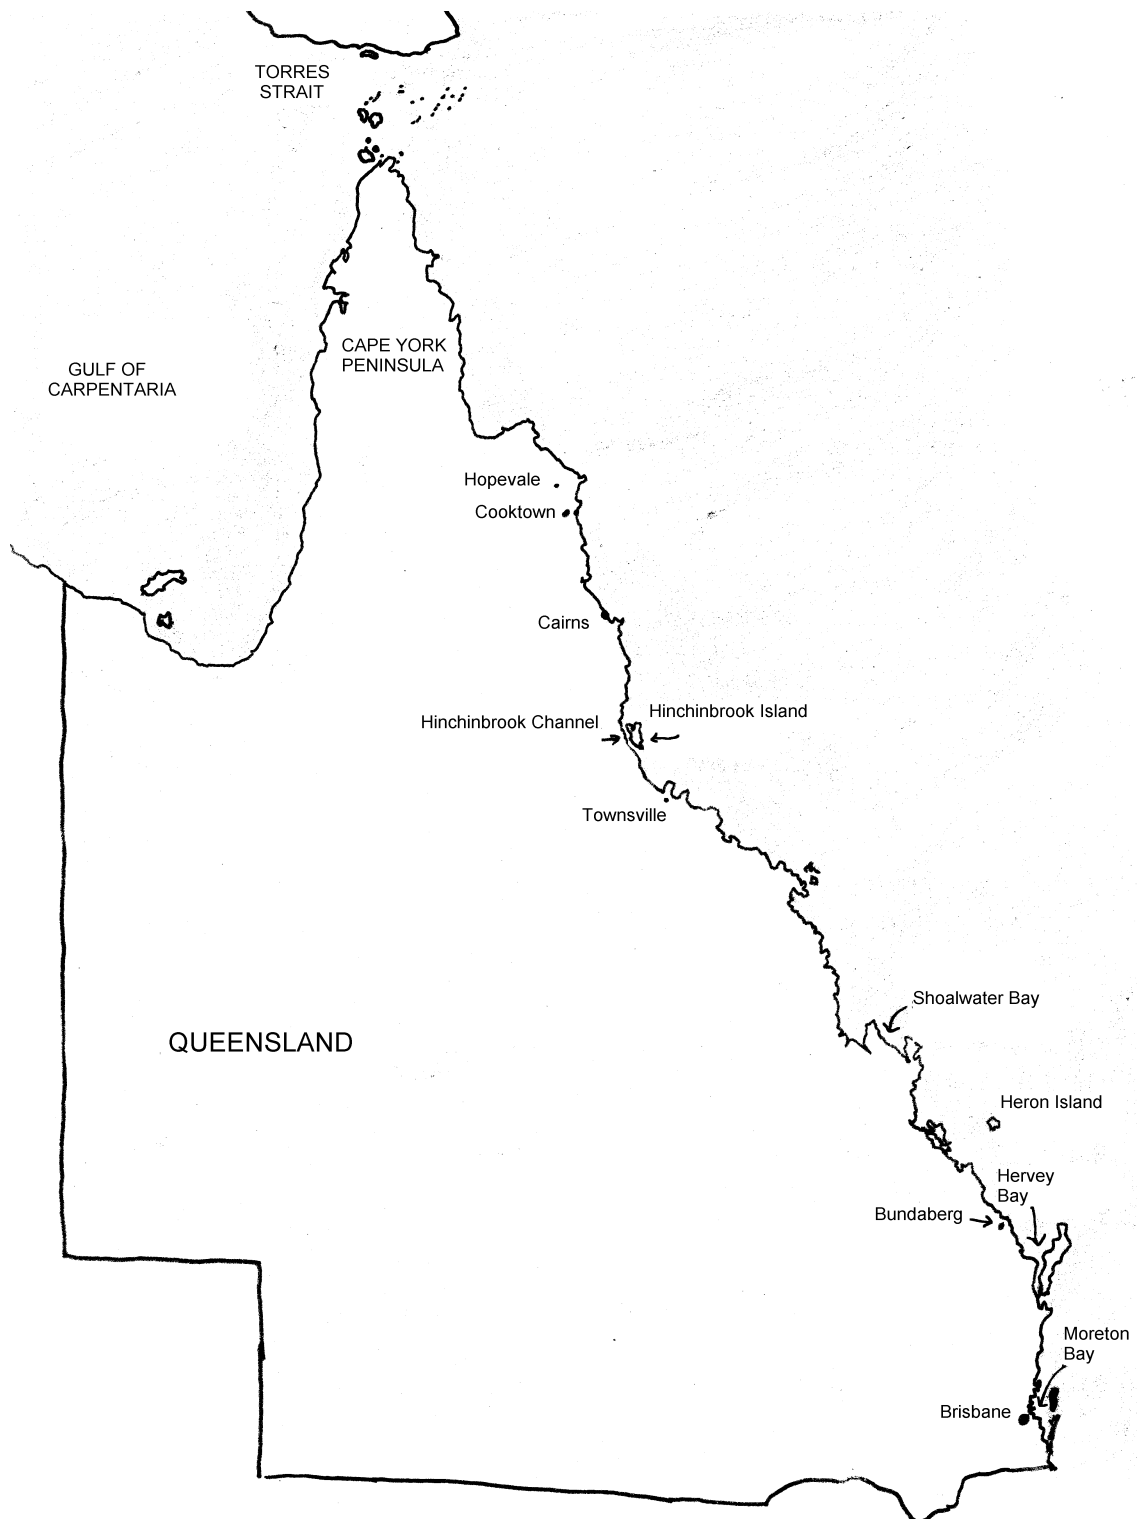 TORRES
STRAIT
CAPE YORK
PENINSULA
GULF OF
CARPENTARIA
Hopevale
Cooktown
Cairns
Hinchinbrook Island
Hinchinbrook Channel
Townsville
Shoalwater Bay
QUEENSLAND
Heron Island
Hervey
Bay
Bundaberg
Moreton
Bay
Brisbane